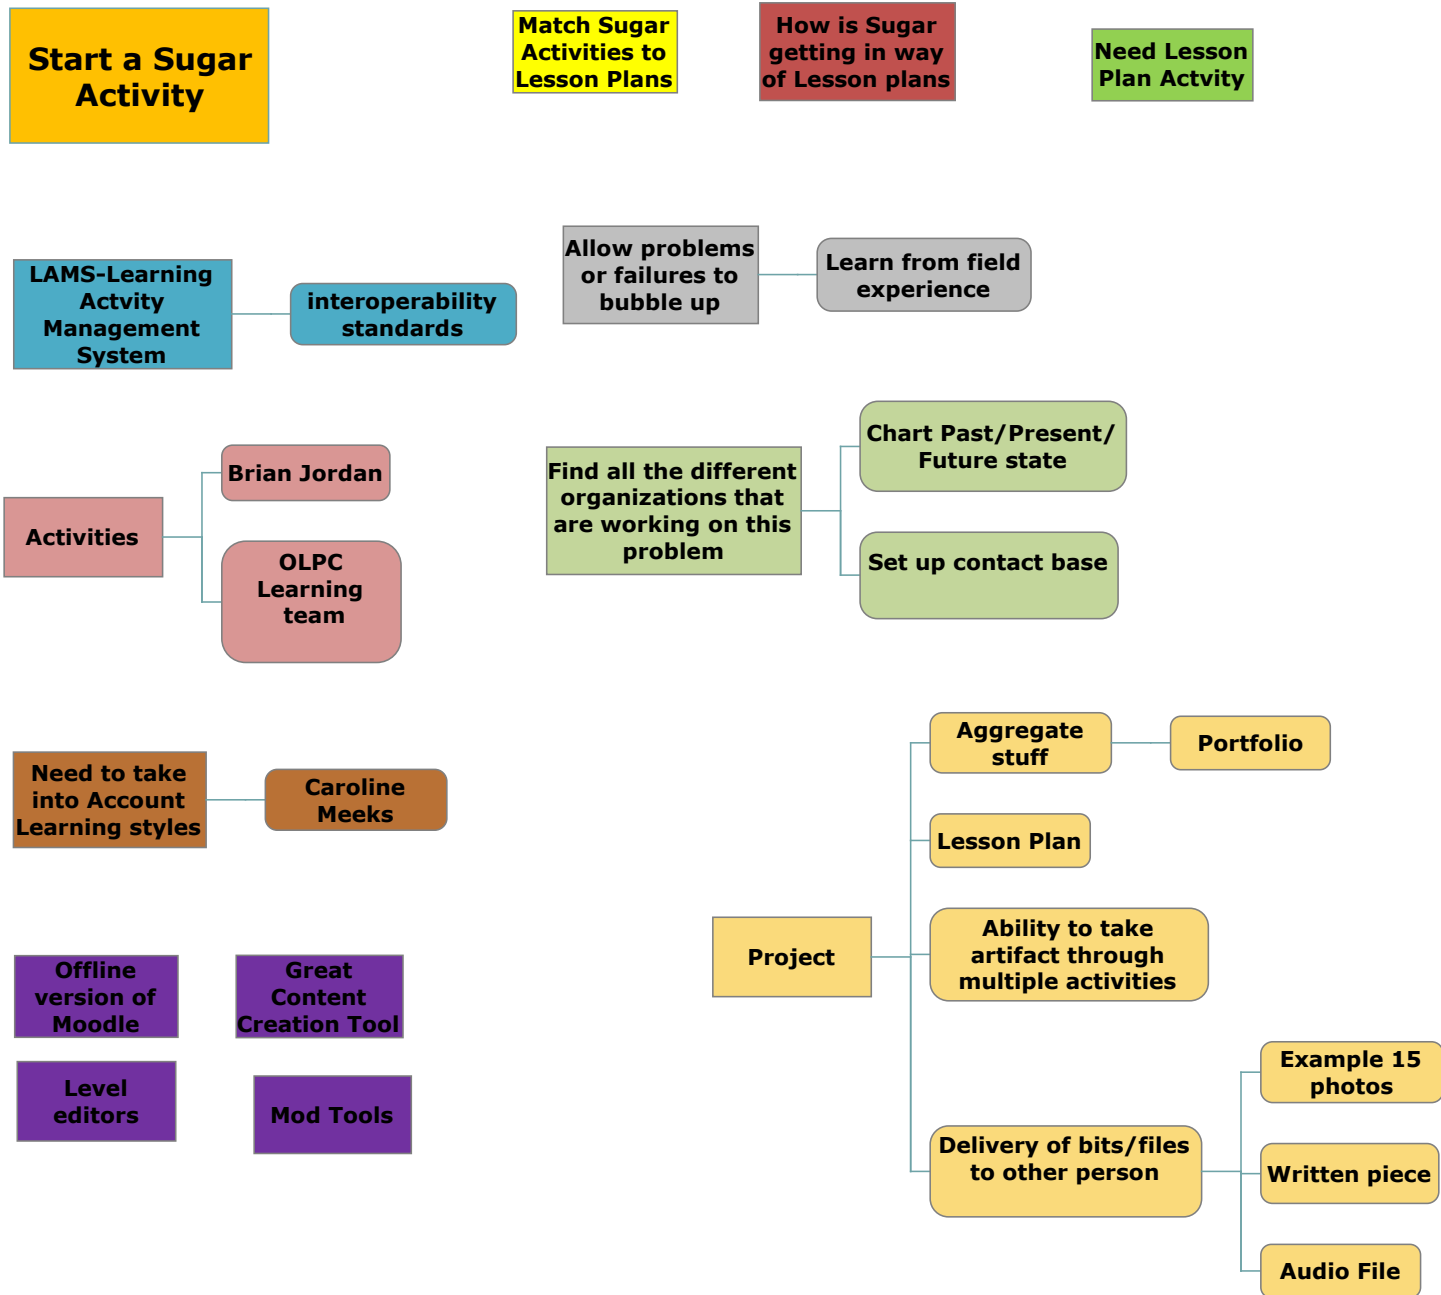 Start a Sugar
Activity
Match Sugar
Activities to
Lesson Plans
How is Sugar
getting in way
of Lesson plans
Need Lesson
Plan Actvity
LAMS-Learning
Actvity
Management
System
interoperability
standards
Allow problems
or failures to
bubble up
Learn from field
experience
Activities
Brian Jordan
OLPC
Learning
team
Find all the different
organizations that
are working on this
problem
Chart Past/Present/
Future state
Set up contact base
Need to take
into Account
Learning styles
Caroline
Meeks
Offline
version of
Moodle
Great
Content
Creation Tool
Level
editors
Mod Tools
Project
Aggregate
stuff
Portfolio
Lesson Plan
Ability to take
artifact through
multiple activities
Delivery of bits/files
to other person
Example 15
photos
Written piece
Audio File